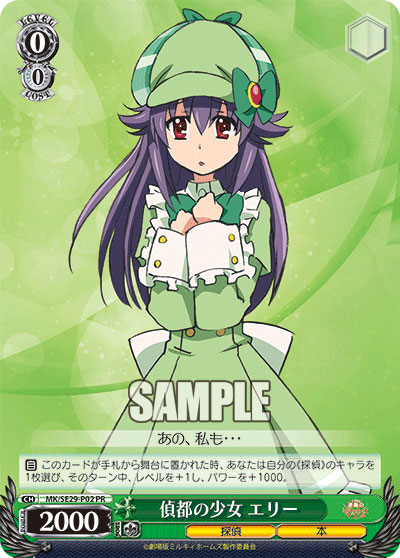 LEVEL
0
0
COST
SAMPLE
あの、私も…
このカードが手札から舞台に置かれた時、あなたは自分の《探偵》のキャラを
1枚選び、そのターン中、レベルを+1し、パワーを+1000。
CH MK/SE29-P02 PR
POWER
2000
偵都の少女 エリー
探偵
本
©劇場版ミルキィホームズ製作委員会